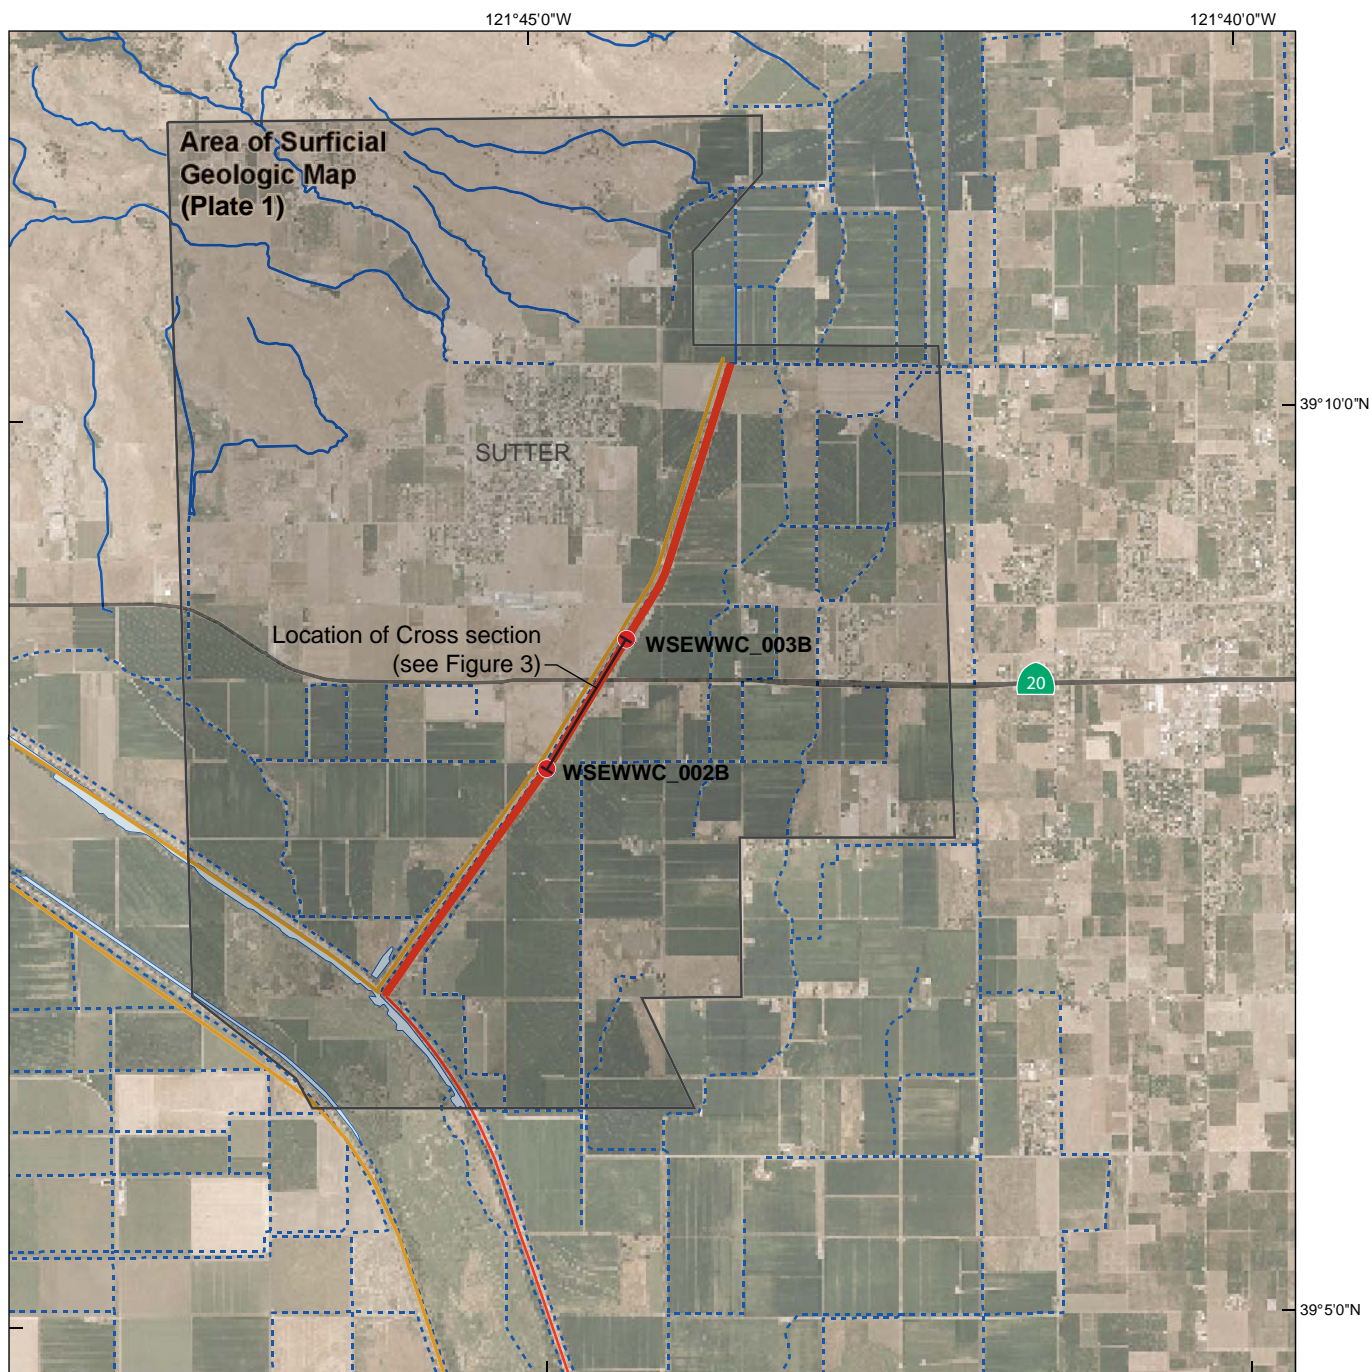 121°45'0"W
121°40'0"W
Area of Surficial
Geologic Map
(Plate 1)
39°10'0"N
SUTTER
Location of Cross section
(see Figure 3)
WSEWWC_003B
20
WSEWWC_002B
39°5'0"N